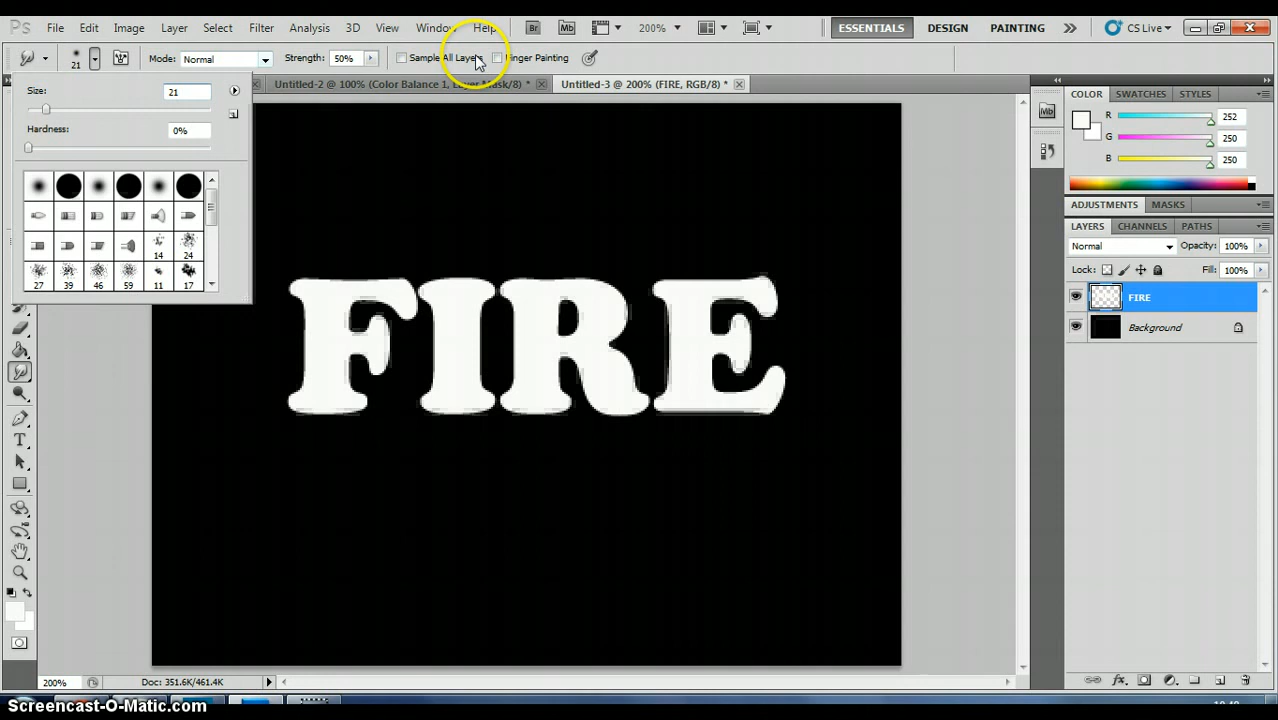 Ps File Edit Image Layer Select Filter Analysis 3D View Window Help Br Mb 200% ESSENTIALS DESIGN PAINTING CS Live
21 Mode: Normal Strength: 50% Sample All Layers Finger Painting
Untitled-2 @ 100% (Color Balance 1, Layer Mask/8) * Untitled-3 @ 200% (FIRE, RGB/8) *
Size: 21
Hardness: 0%
14 24
27 39 46 59 11 17
FIRE
Mb
COLOR SWATCHES STYLES
R 252
G 250
B 250
ADJUSTMENTS MASKS
LAYERS CHANNELS PATHS
Normal Opacity: 100%
Lock: Fill: 100%
FIRE
Background
T
fx
200% Doc: 351.6K/461.4K
Screencast-O-Matic.com